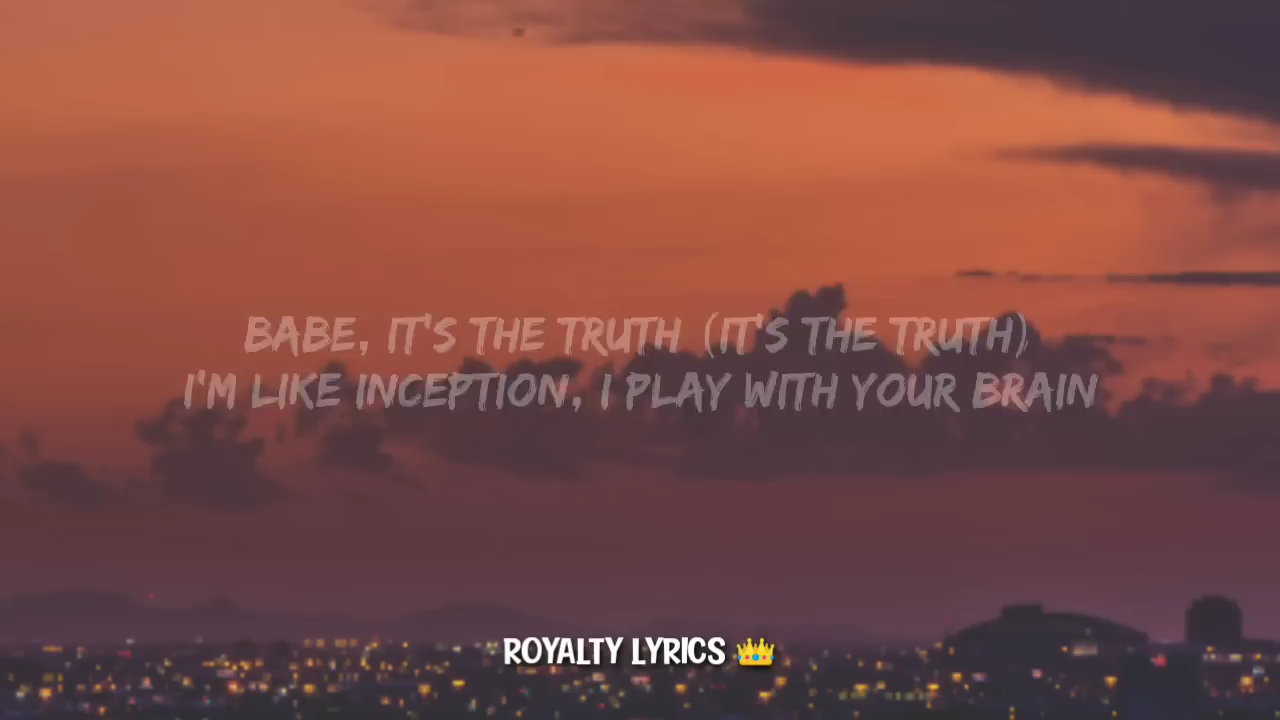 BABE, IT'S THE TRUTH (IT'S THE TRUTH)
I'M LIKE INCEPTION, I PLAY WITH YOUR BRAIN
ROYALTY LYRICS 👑